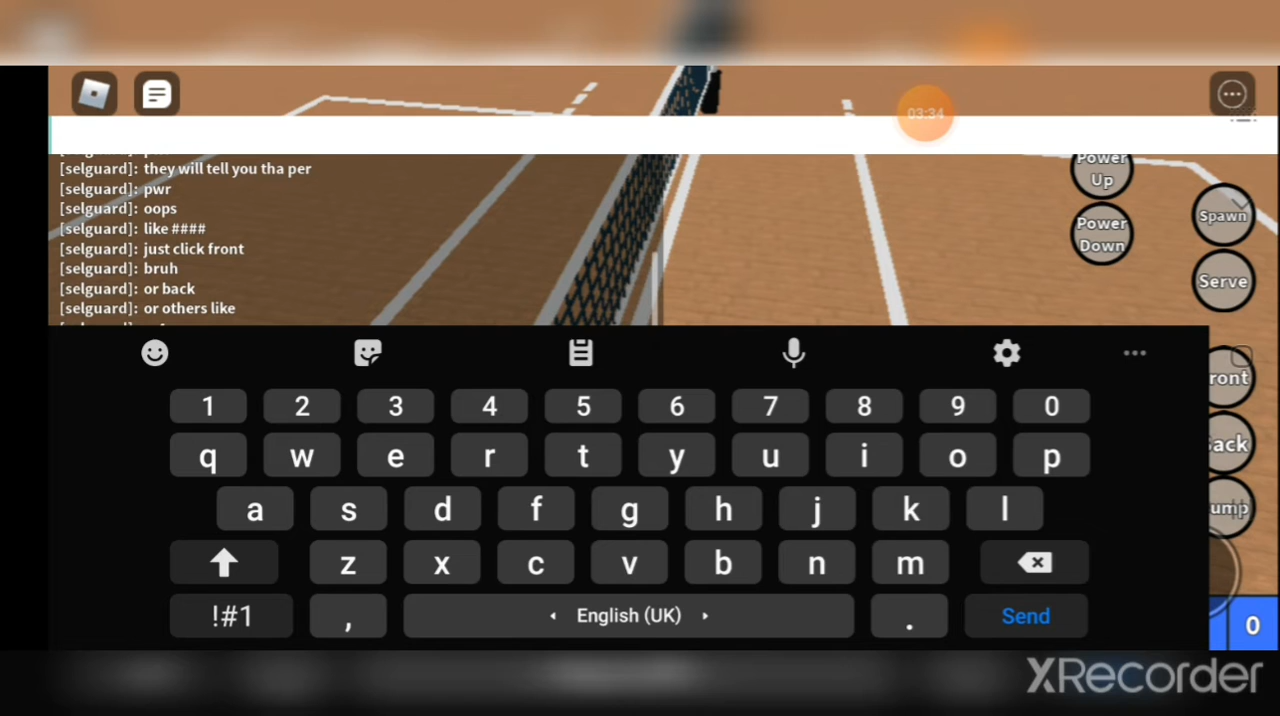 03:34
[selguard]: they will tell you tha per
[selguard]: pwr
[selguard]: oops
[selguard]: like ####
[selguard]: just click front
[selguard]: bruh
[selguard]: or back
[selguard]: or others like
Power
Up
Power
Down
Spawn
Serve
ront
ack
ump
0
1 2 3 4 5 6 7 8 9 0
q w e r t y u i o p
a s d f g h j k l
z x c v b n m
!#1 , English (UK) . Send
XRecorder